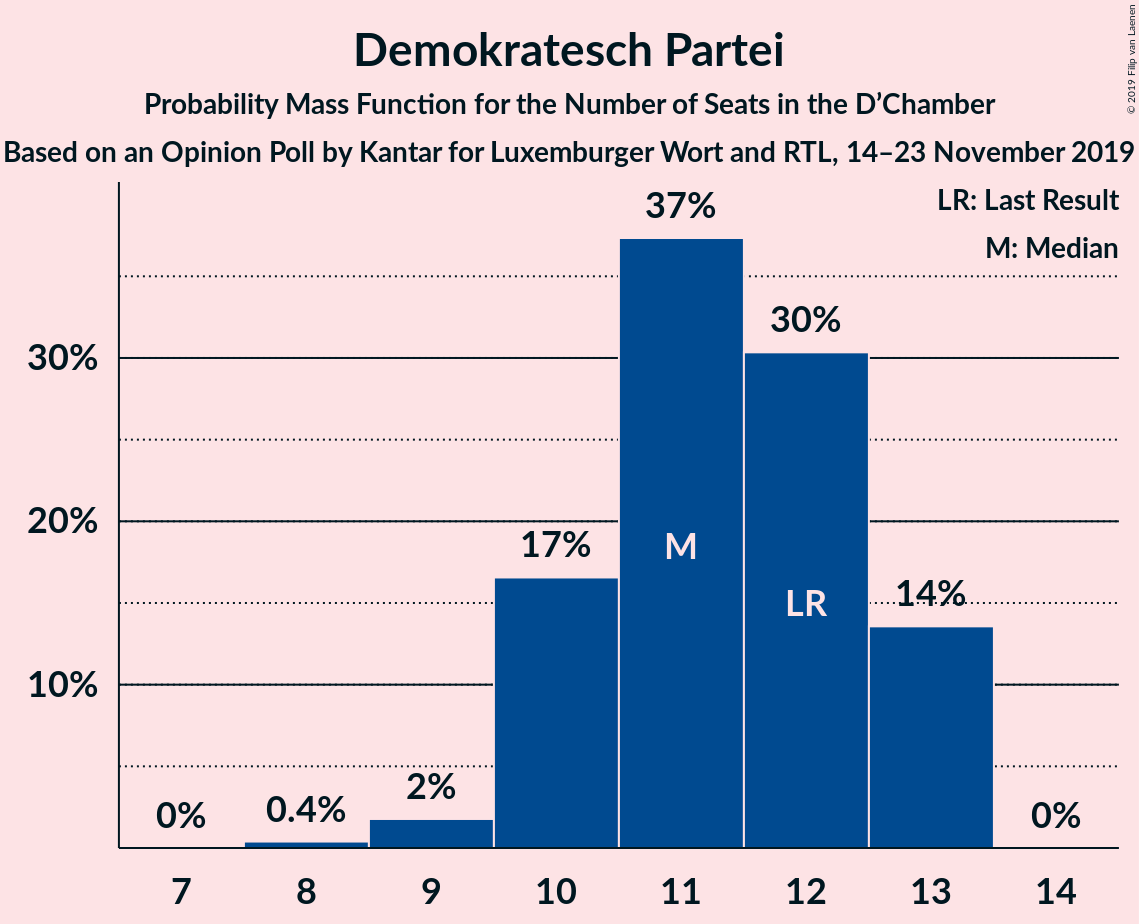 Demokratesch Partei
Probability Mass Function for the Number of Seats in the D’Chamber
Based on an Opinion Poll by Kantar for Luxemburger Wort and RTL, 14–23 November 2019
© 2019 Filip van Laenen
LR: Last Result
M: Median
37%
30%
30%
20%
17%
M
LR
14%
10%
2%
0.4%
0%
0%
7 8 9 10 11 12 13 14